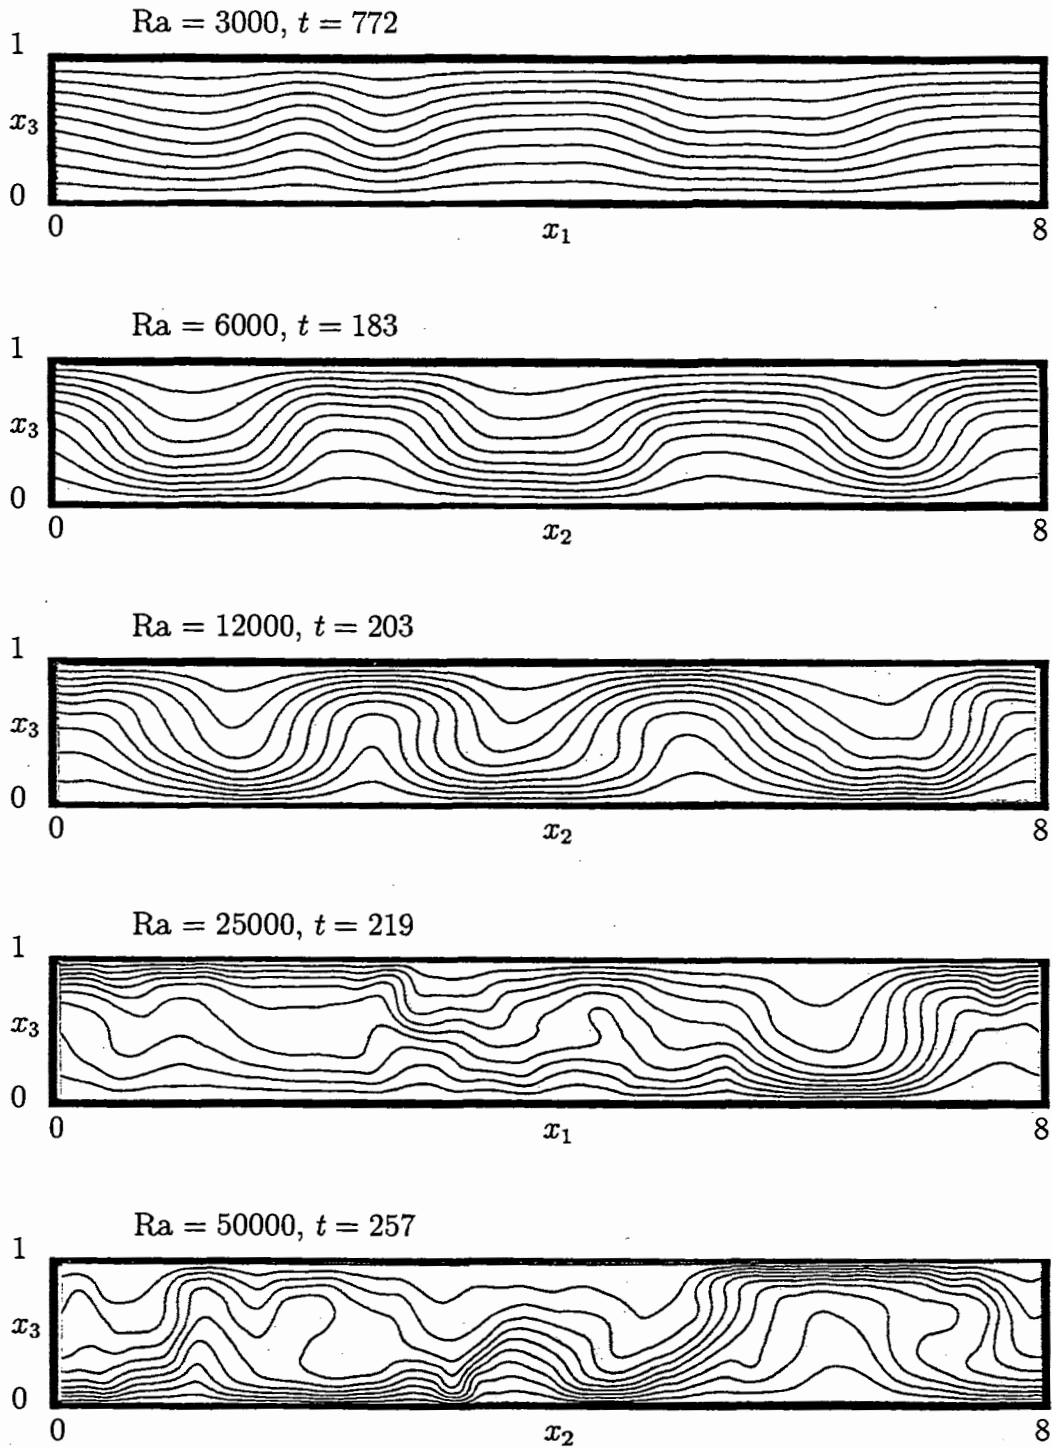 Ra = 3000, t = 772
1
x3
0
0 x1 8
Ra = 6000, t = 183
1
x3
0
0 x2 8
Ra = 12000, t = 203
1
x3
0
0 x2 8
Ra = 25000, t = 219
1
x3
0
0 x1 8
Ra = 50000, t = 257
1
x3
0
0 x2 8